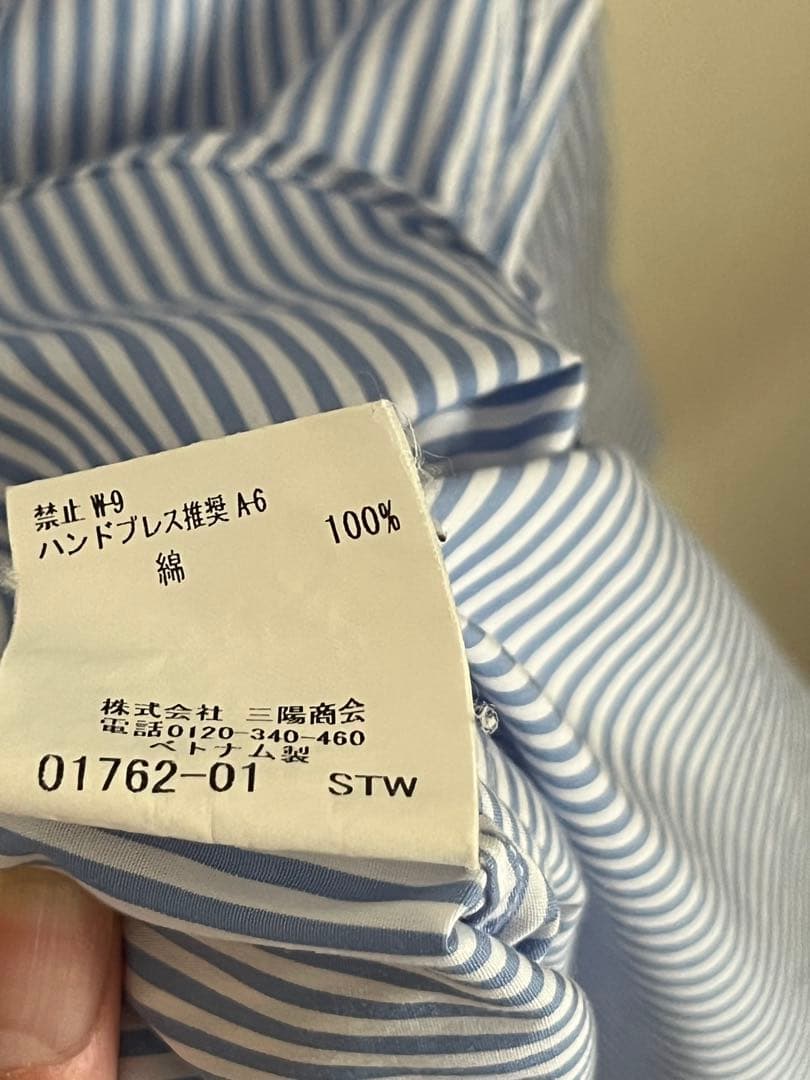 禁止 W-9
ハンドプレス推奨 A-6
綿 100%
株式会社 三陽商会
電話0120-340-460
ベトナム製
01762-01 STW